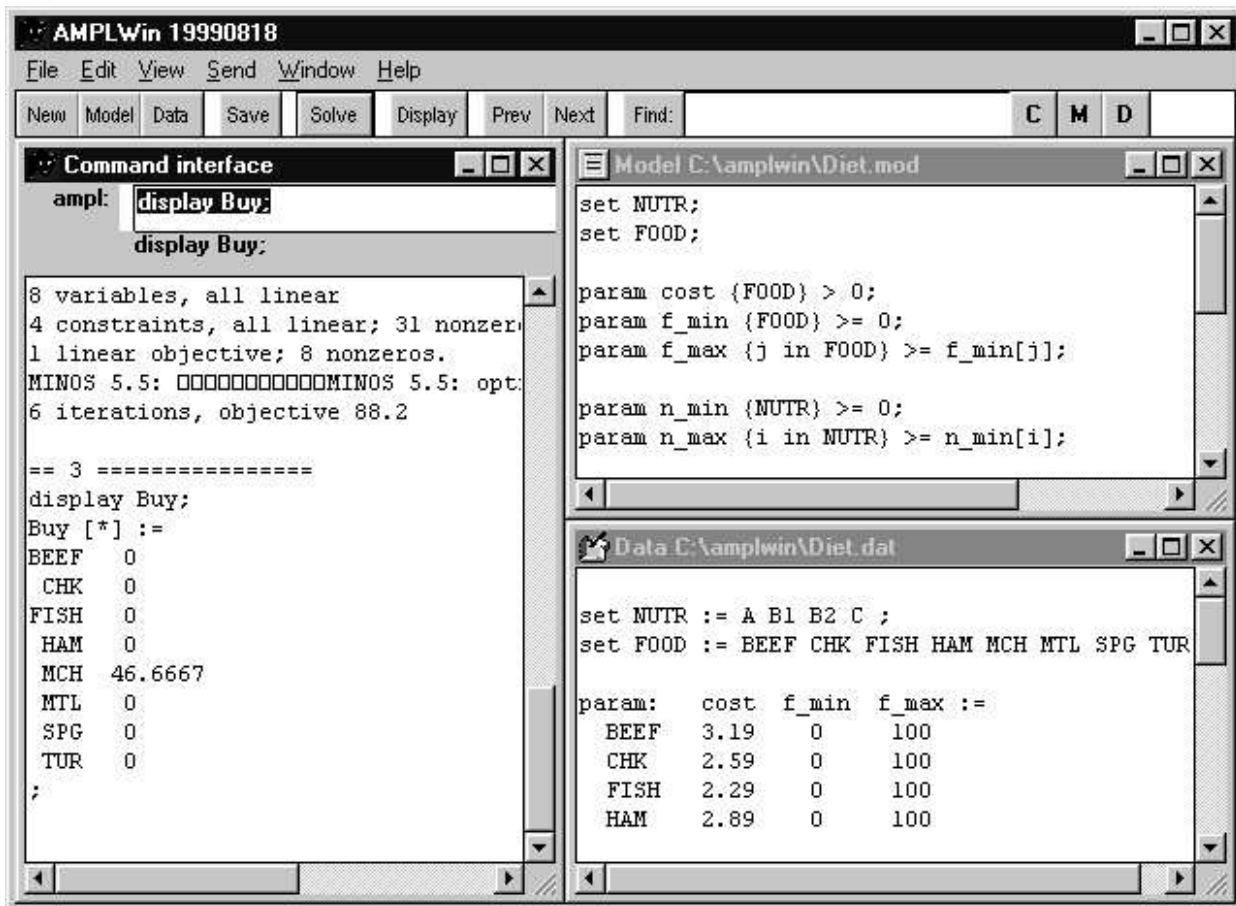 AMPLWin 19990818
File Edit View Send Window Help
New Model Data Save Solve Display Prev Next Find: C M D
Command interface
ampl: display Buy;
display Buy;
8 variables, all linear
4 constraints, all linear; 31 nonzer
1 linear objective; 8 nonzeros.
MINOS 5.5: □□□□□□□□□□□MINOS 5.5: opt
6 iterations, objective 88.2
== 3 ================
display Buy;
Buy [*] :=
BEEF 0
CHK 0
FISH 0
HAM 0
MCH 46.6667
MTL 0
SPG 0
TUR 0
;
Model C:\amplwin\Diet.mod
set NUTR;
set FOOD;
param cost {FOOD} > 0;
param f_min {FOOD} >= 0;
param f_max {j in FOOD} >= f_min[j];
param n_min {NUTR} >= 0;
param n_max {i in NUTR} >= n_min[i];
Data C:\amplwin\Diet.dat
set NUTR := A B1 B2 C ;
set FOOD := BEEF CHK FISH HAM MCH MTL SPG TUR
param: cost f_min f_max :=
BEEF 3.19 0 100
CHK 2.59 0 100
FISH 2.29 0 100
HAM 2.89 0 100